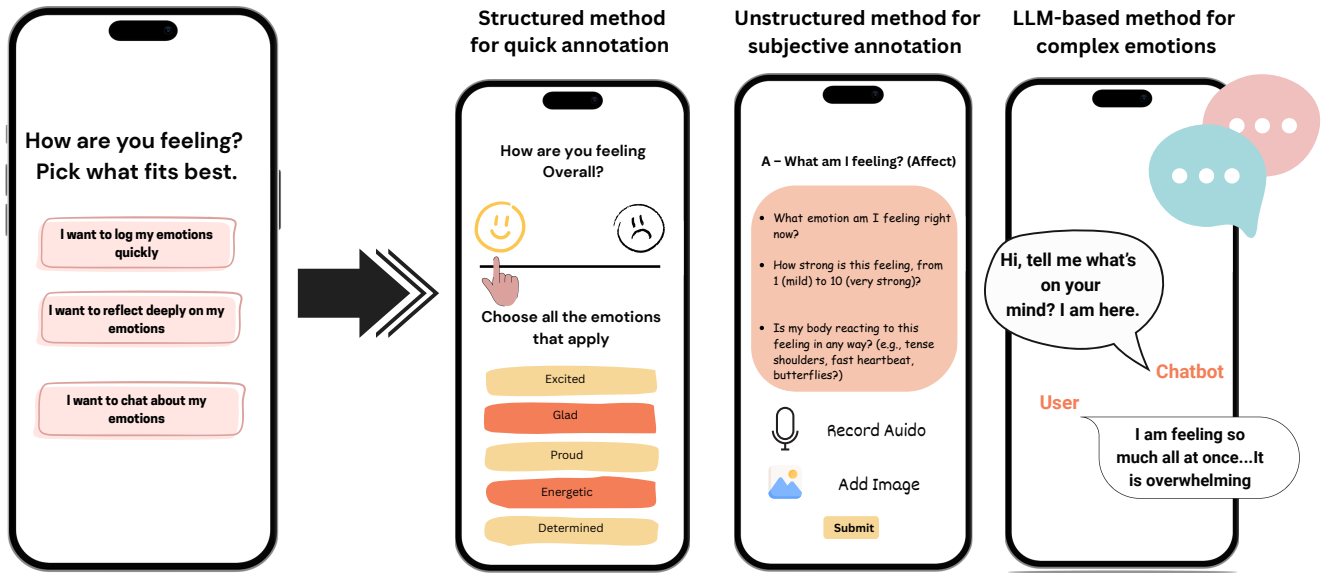 How are you feeling?
Pick what fits best.
I want to log my emotions
quickly
I want to reflect deeply on my
emotions
I want to chat about my
emotions
Structured method
for quick annotation
How are you feeling
Overall?
Choose all the emotions
that apply
Excited
Glad
Proud
Energetic
Determined
Unstructured method for
subjective annotation
A – What am I feeling? (Affect)
• What emotion am I feeling right
now?
• How strong is this feeling, from
1 (mild) to 10 (very strong)?
• Is my body reacting to this
feeling in any way? (e.g., tense
shoulders, fast heartbeat,
butterflies?)
Record Auido
Add Image
Submit
LLM-based method for
complex emotions
Hi, tell me what's
on your
mind? I am here.
Chatbot
User
I am feeling so
much all at once...It
is overwhelming